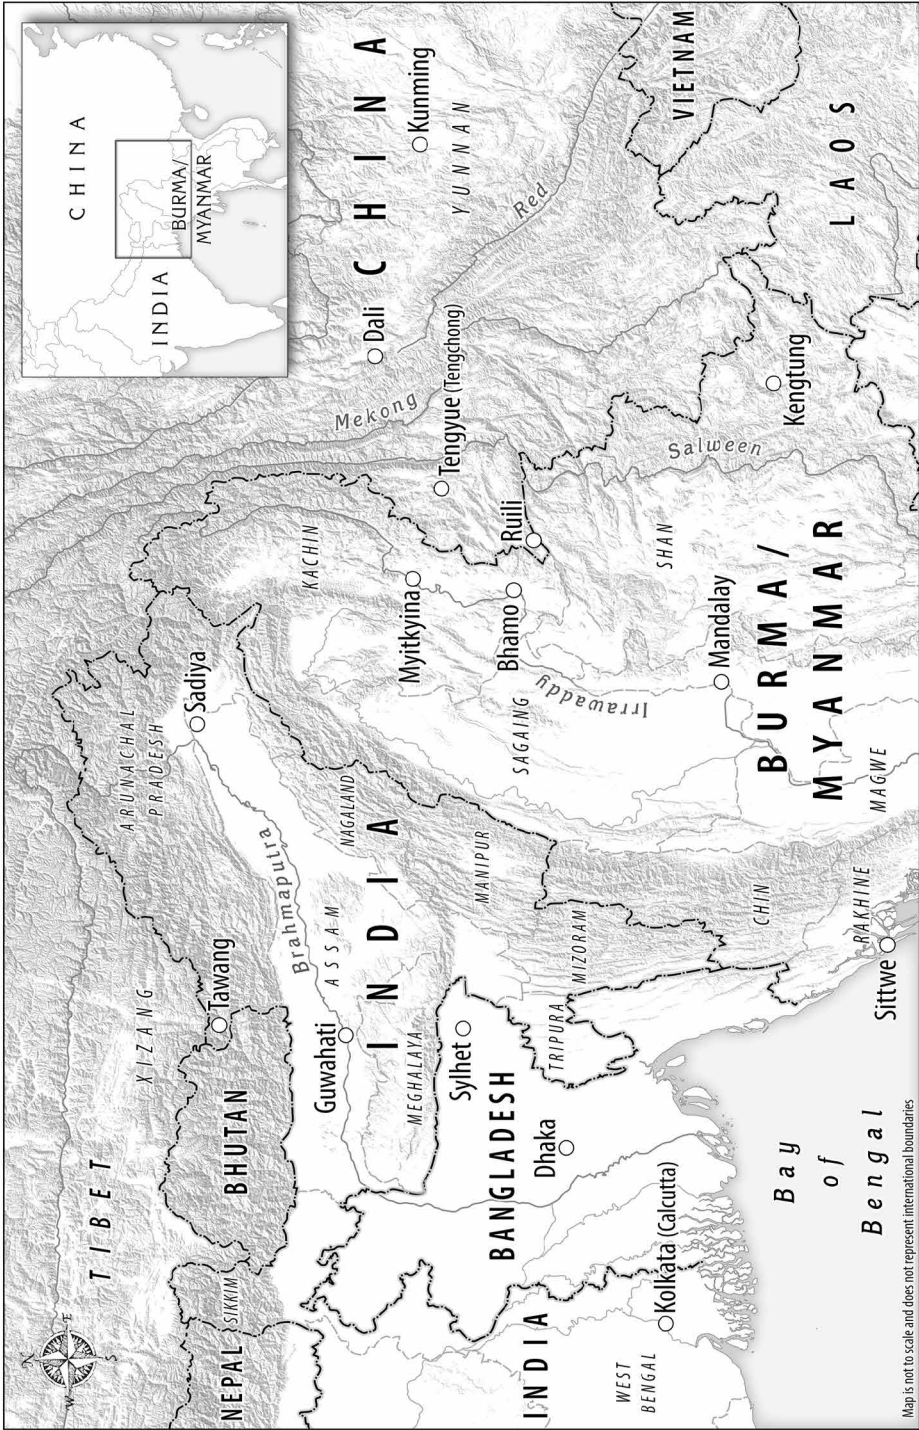 CHINA
BURMA/
MYANMAR
INDIA
N
W
E
S
TIBET
XIZANG
NEPAL
SIKKIM
BHUTAN
Tawang
ARUNACHAL
PRADESH
Sadiya
Brahmaputra
Guwahati
ASSAM
NAGALAND
INDIA
MEGHALAYA
MANIPUR
Sylhet
BANGLADESH
Dhaka
TRIPURA
MIZORAM
INDIA
WEST
BENGAL
Kolkata (Calcutta)
Bay
of
Bengal
CHINA
Kunming
YUNNAN
Dali
Mekong
Red
Tengyue (Tengchong)
Ruili
KACHIN
Myitkyina
Bhamo
SAGAING
Irrawaddy
SHAN
Salween
Mandalay
Kengtung
BURMA/
MYANMAR
MAGWE
CHIN
RAKHINE
Sittwe
VIETNAM
LAOS
Map is not to scale and does not represent international boundaries